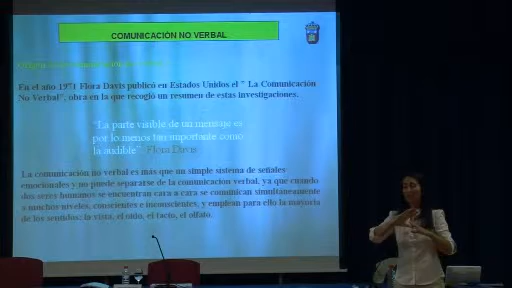 COMUNICACIÓN NO VERBAL
En el año 1971 Flora Davis publicó en Estados Unidos el " La Comunicación
No Verbal", obra en la que recogió un resumen de estas investigaciones.
"La parte visible de un mensaje es
por lo menos tan importante como
la audible" Flora Davis
La comunicación no verbal es más que un simple sistema de señales
emocionales y no puede separarse de la comunicación verbal, ya que cuando
dos seres humanos se encuentran cara a cara se comunican simultáneamente
a muchos niveles, conscientes e inconscientes, y emplean para ello la mayoría
de los sentidos: la vista, el oído, el tacto, el olfato.